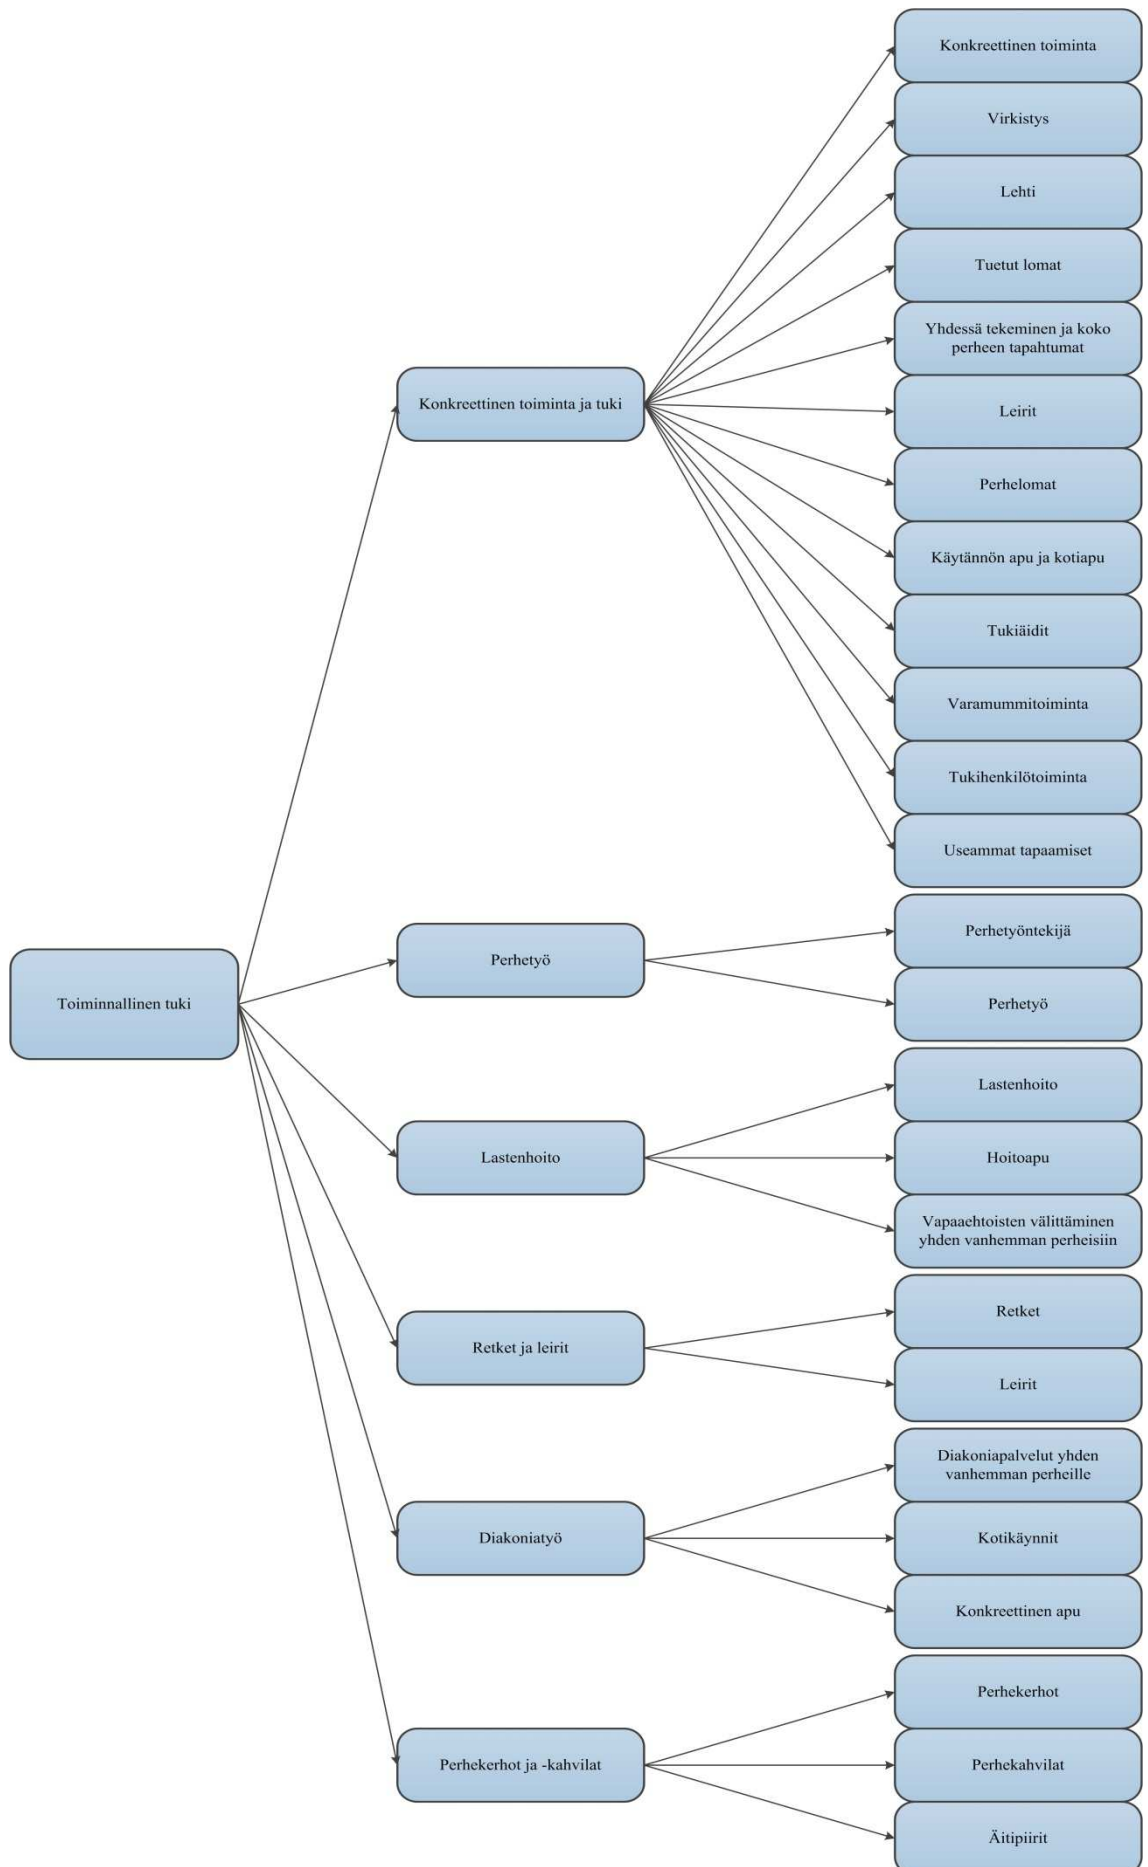 Konkreettinen toiminta
Virkistys
Lehti
Tuetut lomat
Yhdessä tekeminen ja koko
perheen tapahtumat
Konkreettinen toiminta ja tuki
Leirit
Perhelomat
Käytännön apu ja kotiapu
Tukiäidit
Varamummitoiminta
Tukihenkilötoiminta
Useammat tapaamiset
Toiminnallinen tuki
Perhetyö
Perhetyöntekijä
Perhetyö
Lastenhoito
Lastenhoito
Hoitoapu
Vapaaehtoisten välittäminen
yhden vanhemman perheisiin
Retket ja leirit
Retket
Leirit
Diakoniatyö
Diakoniapalvelut yhden
vanhemman perheille
Kotikäynnit
Konkreettinen apu
Perhekerhot ja -kahvilat
Perhekerhot
Perhekahvilat
Äitipiirit